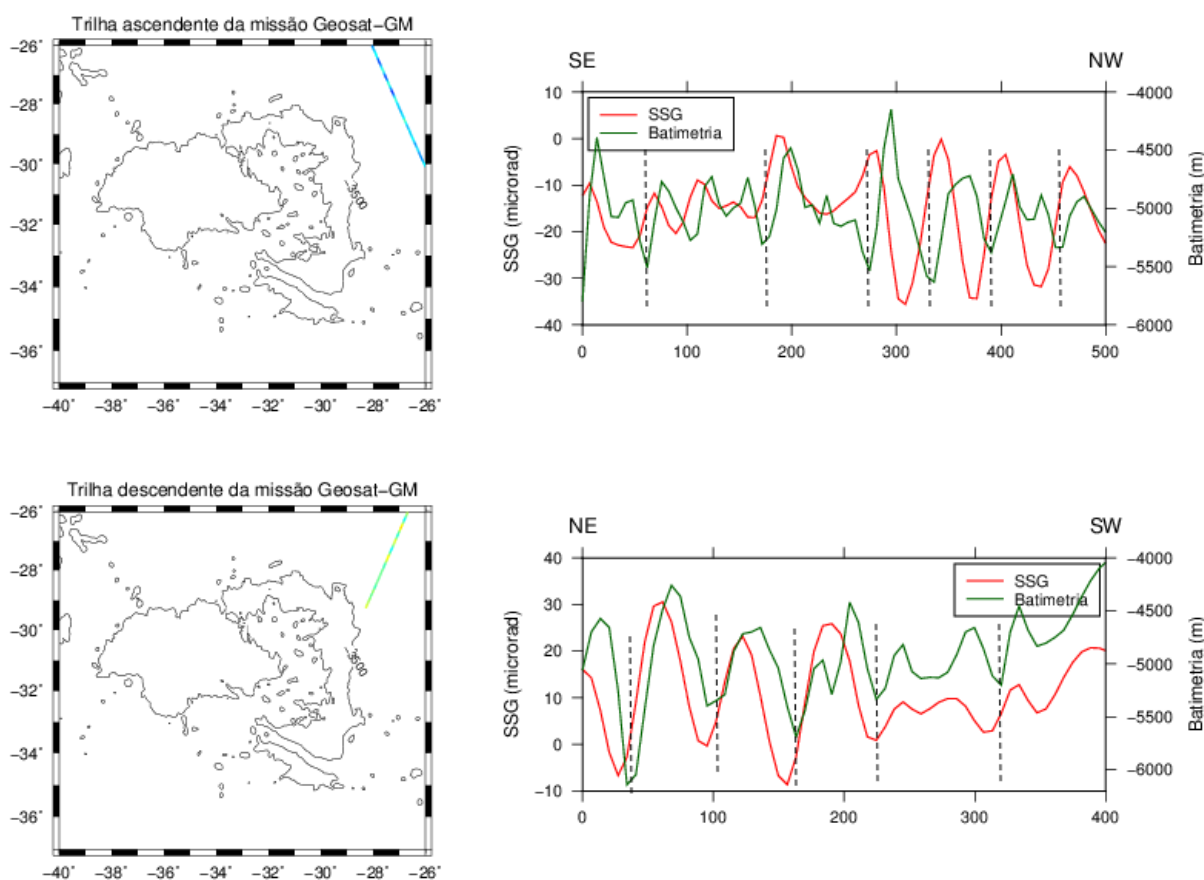 Trilha ascendente da missão Geosat−GM
−26˚
−28˚
−30˚
−32˚
−34˚
−36˚
−40˚ −38˚ −36˚ −34˚ −32˚ −30˚ −28˚ −26˚
3500
SE NW
SSG (microrad)
10
0
−10
−20
−30
−40
SSG
Batimetria
−4000
−4500
−5000
−5500
−6000
Batimetria (m)
0 100 200 300 400 500
Trilha descendente da missão Geosat−GM
−26˚
−28˚
−30˚
−32˚
−34˚
−36˚
−40˚ −38˚ −36˚ −34˚ −32˚ −30˚ −28˚ −26˚
3500
NE SW
SSG (microrad)
40
30
20
10
0
−10
SSG
Batimetria
−4000
−4500
−5000
−5500
−6000
Batimetria (m)
0 100 200 300 400